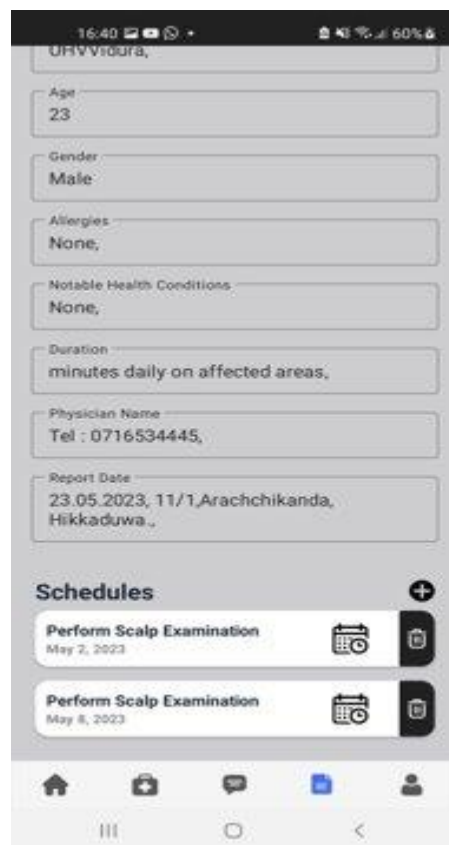 16:40
60%
UHVVidura,
Age
23
Gender
Male
Allergies
None,
Notable Health Conditions
None,
Duration
minutes daily on affected areas,
Physician Name
Tel : 0716534445,
Report Date
23.05.2023, 11/1,Arachchikanda,
Hikkaduwa.,
Schedules
Perform Scalp Examination
May 2, 2023
Perform Scalp Examination
May 8, 2023